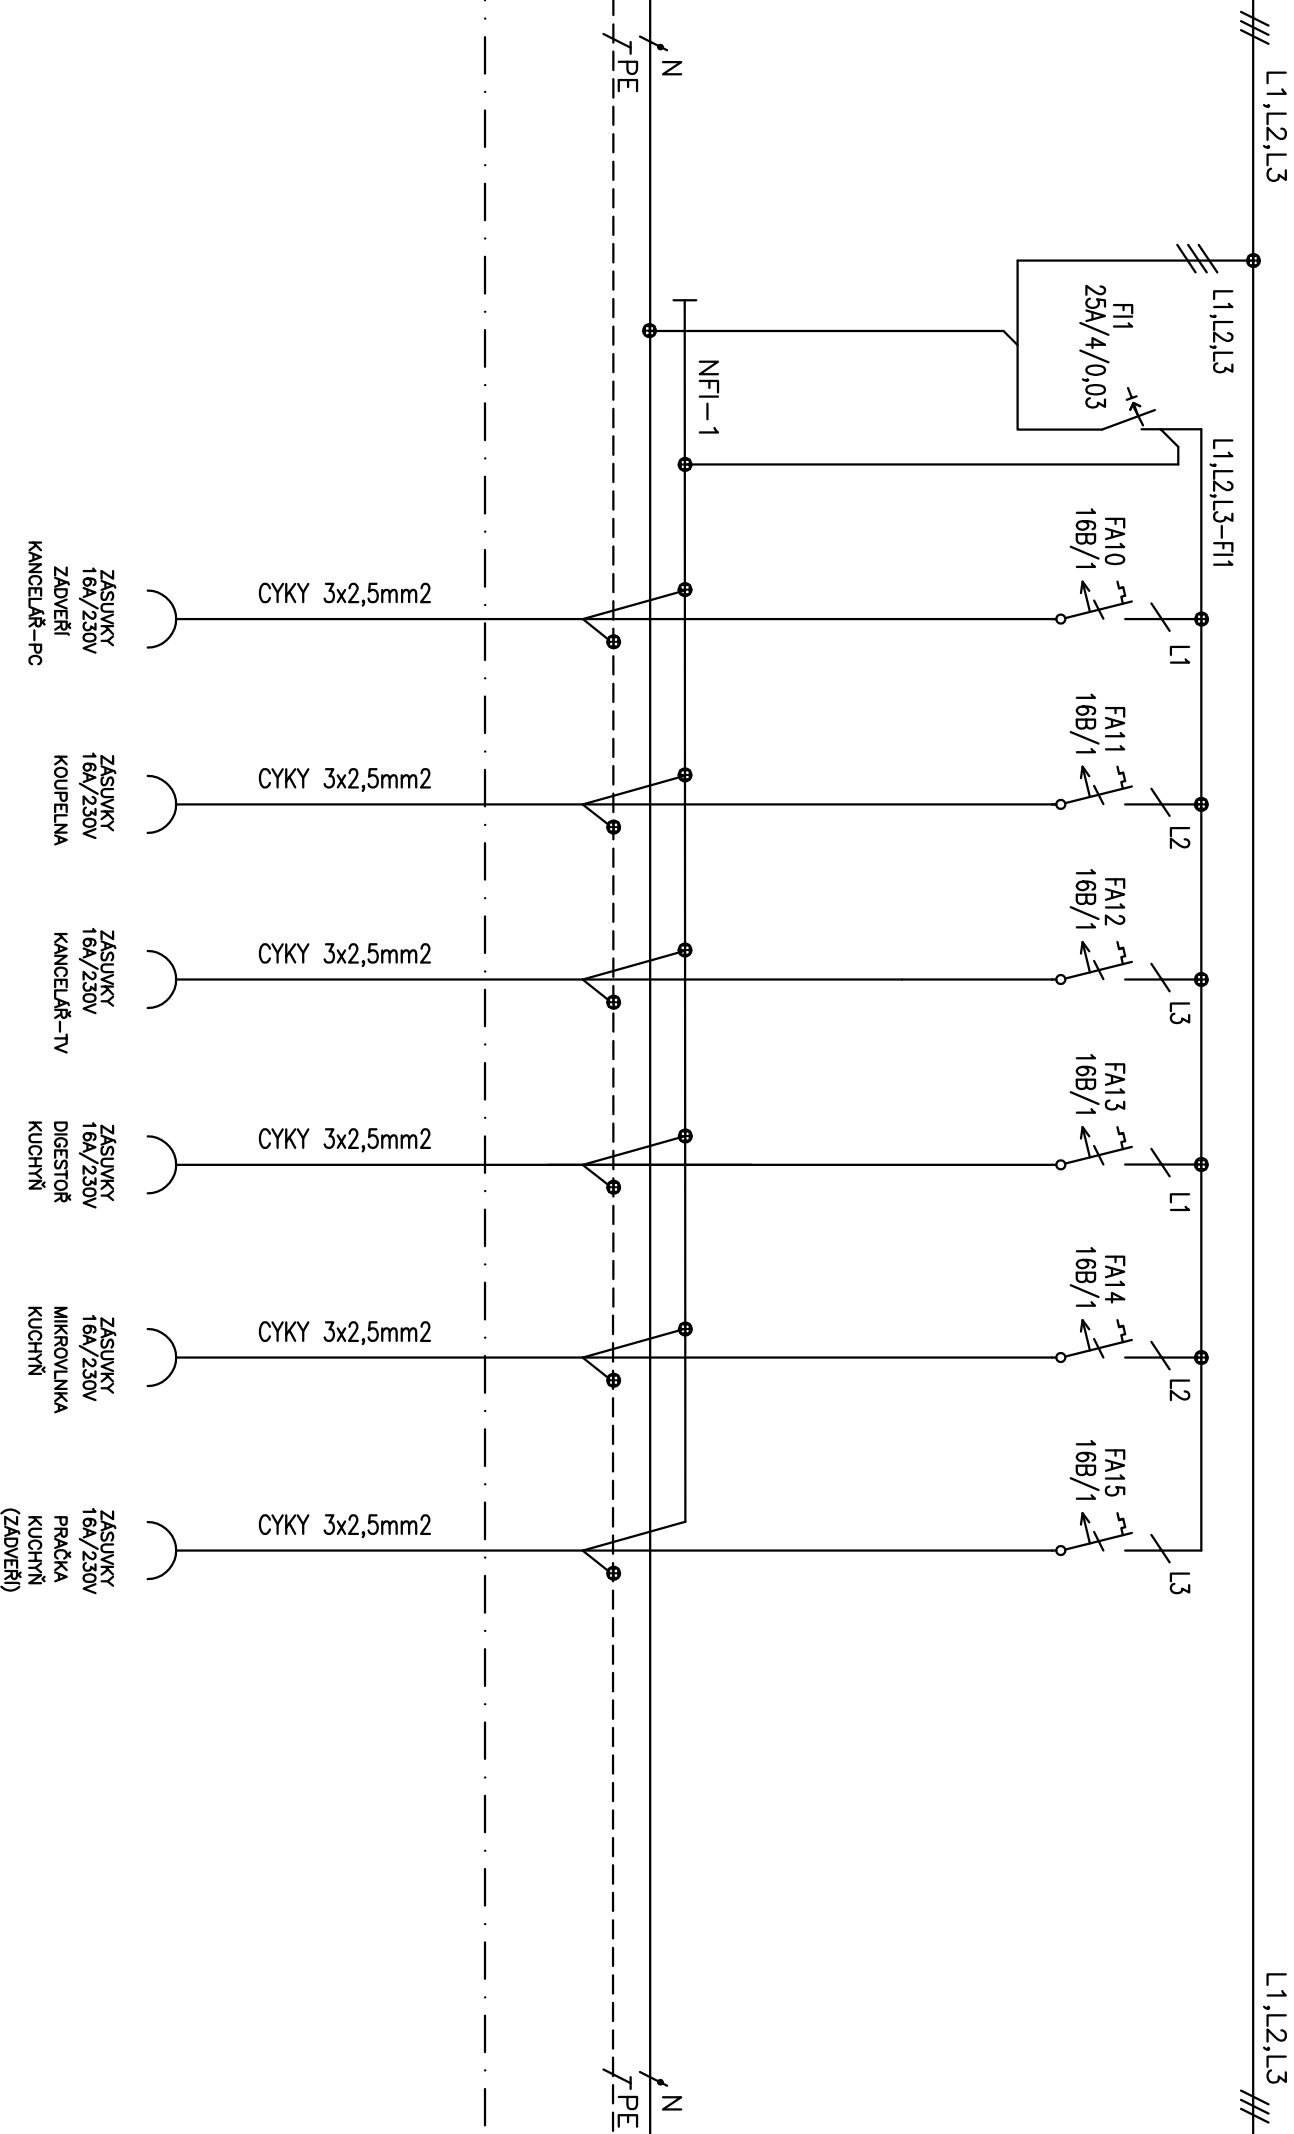 L1,L2,L3
L1,L2,L3
L1,L2,L3
L1,L2,L3-FI1
FI1
25A/4/0,03
FA10
16B/1
L1
FA11
16B/1
L2
FA12
16B/1
L3
FA13
16B/1
L1
FA14
16B/1
L2
FA15
16B/1
L3
NFI-1
N
PE
N
PE
CYKY 3x2,5mm2
CYKY 3x2,5mm2
CYKY 3x2,5mm2
CYKY 3x2,5mm2
CYKY 3x2,5mm2
CYKY 3x2,5mm2
ZÁSUVKY
16A/230V
ZÁDVEŘÍ
KANCELÁŘ-PC
ZÁSUVKY
16A/230V
KOUPELNA
ZÁSUVKY
16A/230V
KANCELÁŘ-TV
ZÁSUVKY
16A/230V
DIGESTOŘ
KUCHYŇ
ZÁSUVKY
16A/230V
MIKROVLNKA
KUCHYŇ
ZÁSUVKY
16A/230V
PRAČKA
KUCHYŇ
(ZÁDVEŘÍ)